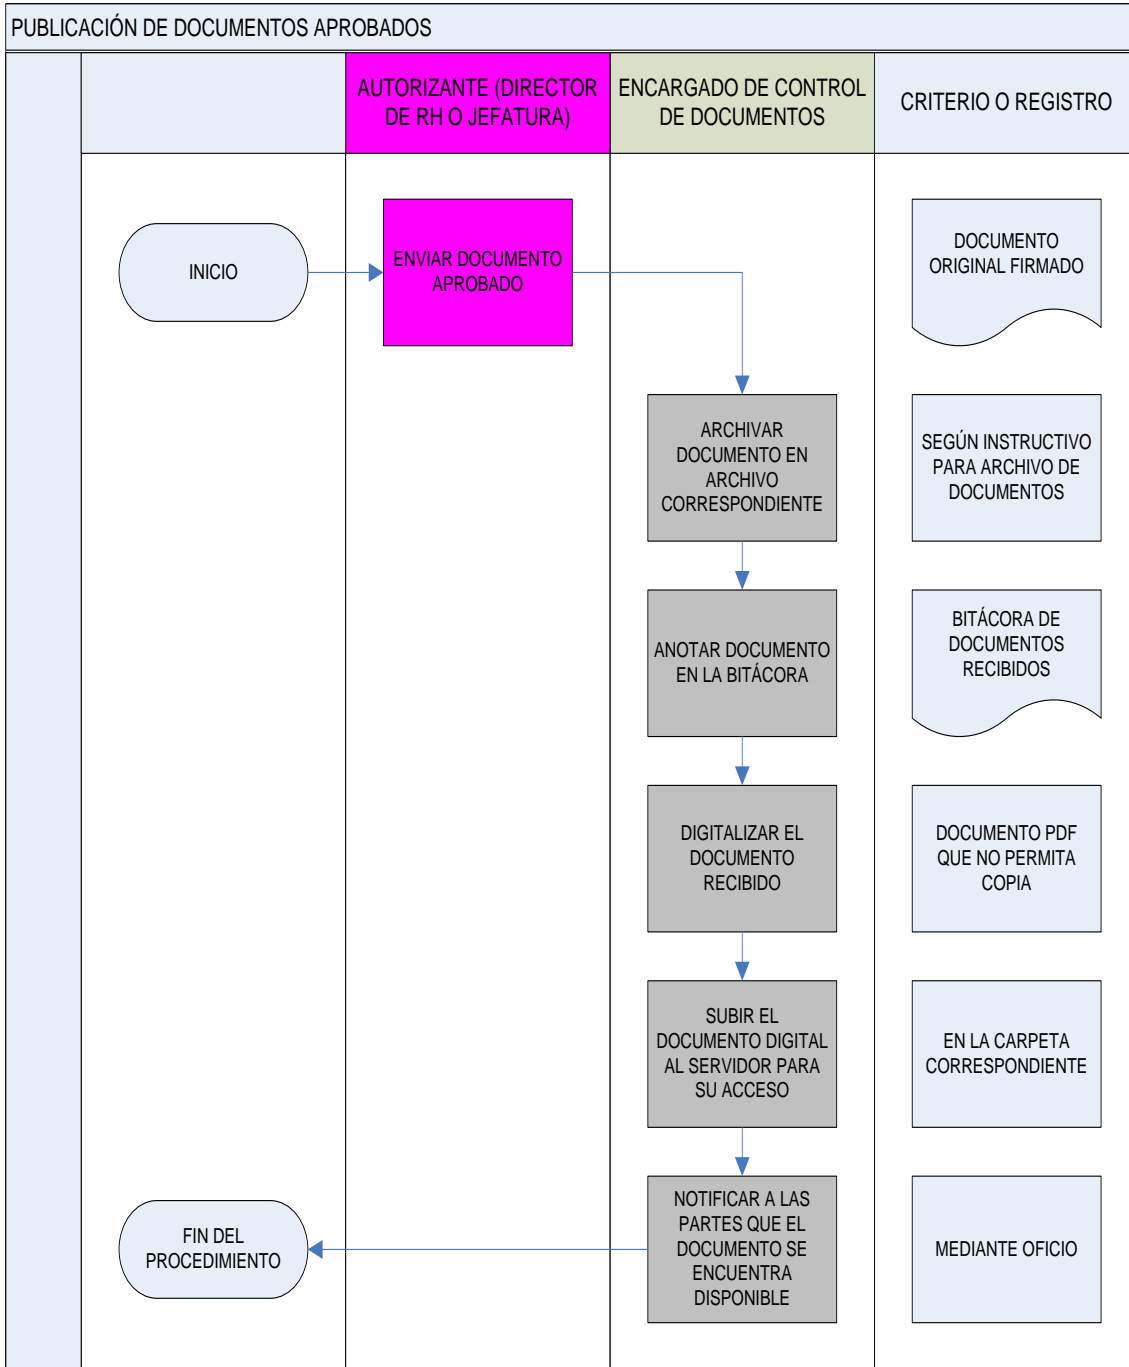 PUBLICACIÓN DE DOCUMENTOS APROBADOS
AUTORIZANTE (DIRECTOR
DE RH O JEFATURA)
ENCARGADO DE CONTROL
DE DOCUMENTOS
CRITERIO O REGISTRO
INICIO
ENVIAR DOCUMENTO
APROBADO
DOCUMENTO
ORIGINAL FIRMADO
ARCHIVAR
DOCUMENTO EN
ARCHIVO
CORRESPONDIENTE
SEGÚN INSTRUCTIVO
PARA ARCHIVO DE
DOCUMENTOS
ANOTAR DOCUMENTO
EN LA BITÁCORA
BITÁCORA DE
DOCUMENTOS
RECIBIDOS
DIGITALIZAR EL
DOCUMENTO
RECIBIDO
DOCUMENTO PDF
QUE NO PERMITA
COPIA
SUBIR EL
DOCUMENTO DIGITAL
AL SERVIDOR PARA
SU ACCESO
EN LA CARPETA
CORRESPONDIENTE
NOTIFICAR A LAS
PARTES QUE EL
DOCUMENTO SE
ENCUENTRA
DISPONIBLE
MEDIANTE OFICIO
FIN DEL
PROCEDIMIENTO